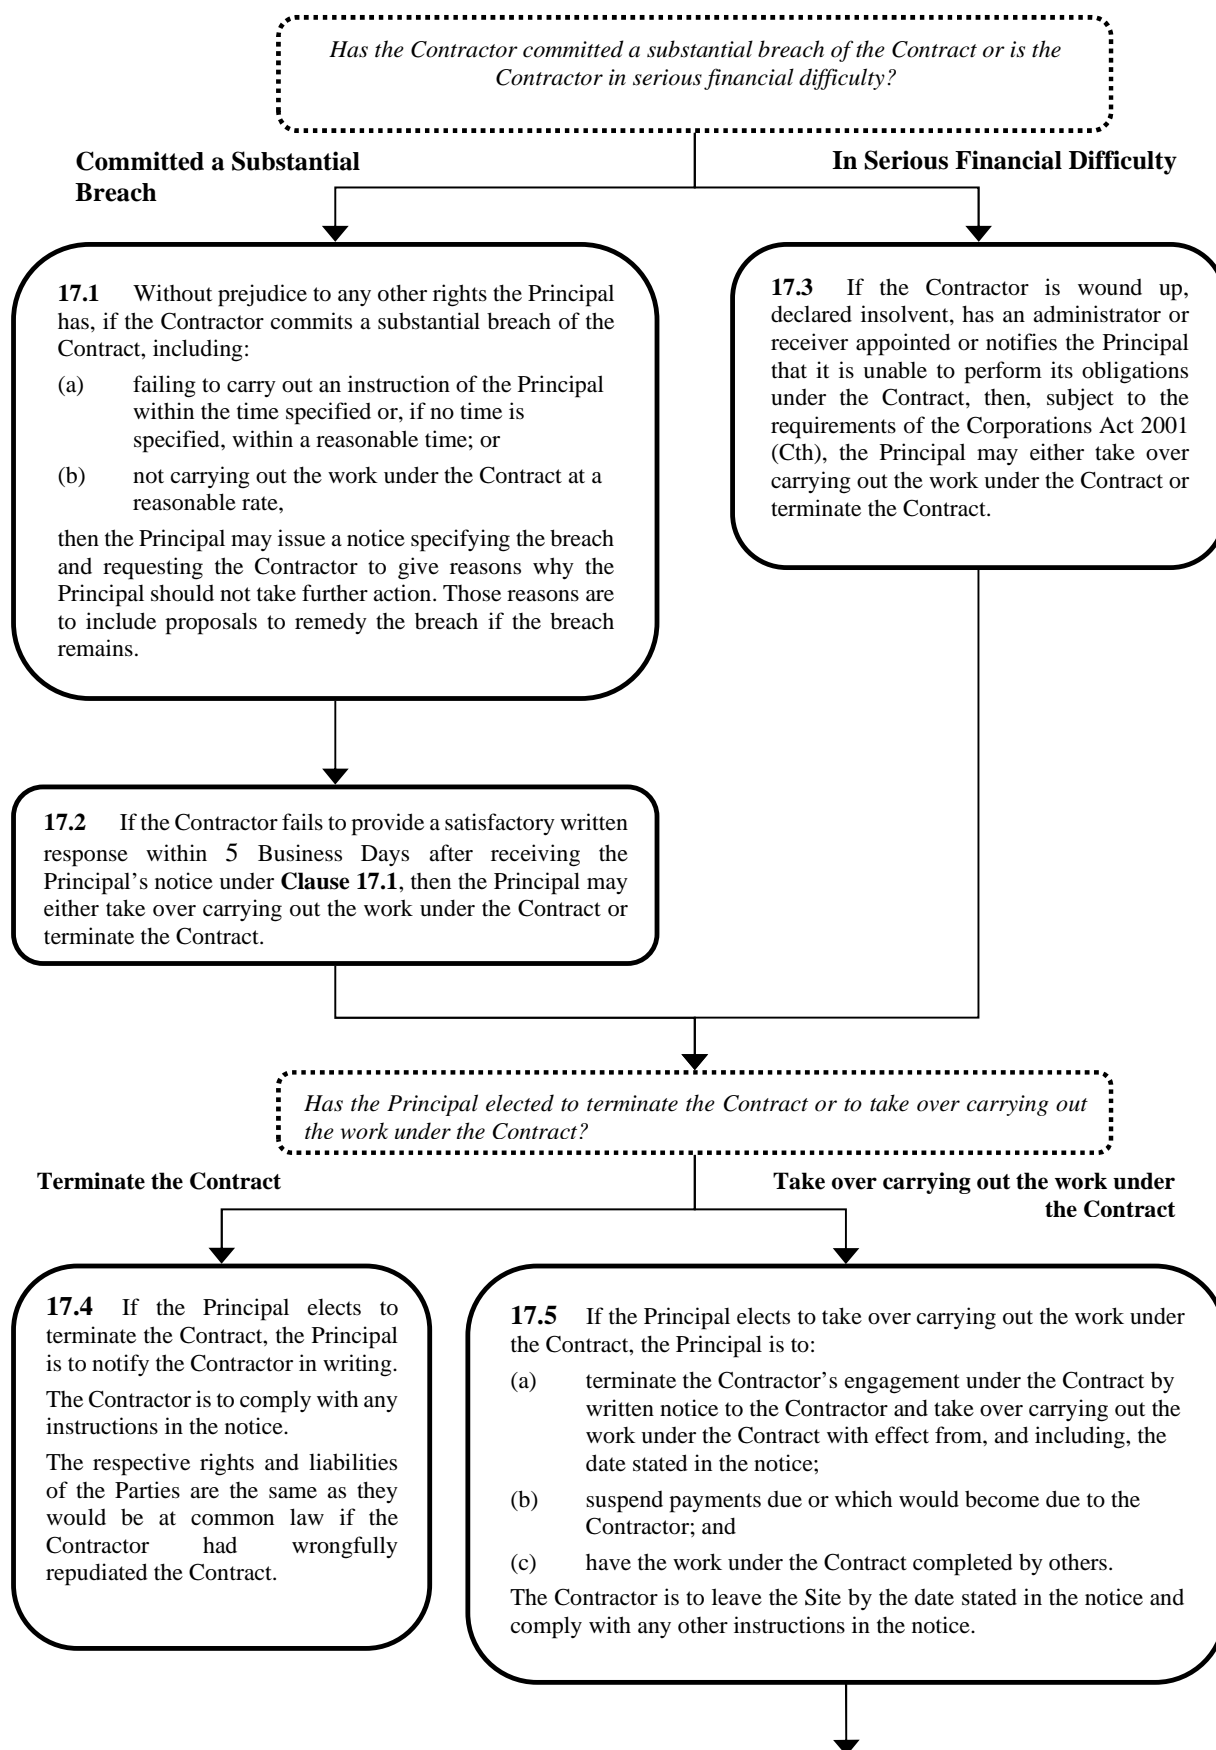 Has the Contractor committed a substantial breach of the Contract or is the
Contractor in serious financial difficulty?
Committed a Substantial
Breach
In Serious Financial Difficulty
17.1 Without prejudice to any other rights the Principal
has, if the Contractor commits a substantial breach of the
Contract, including:
(a) failing to carry out an instruction of the Principal
within the time specified or, if no time is
specified, within a reasonable time; or
(b) not carrying out the work under the Contract at a
reasonable rate,
then the Principal may issue a notice specifying the breach
and requesting the Contractor to give reasons why the
Principal should not take further action. Those reasons are
to include proposals to remedy the breach if the breach
remains.
17.3 If the Contractor is wound up,
declared insolvent, has an administrator or
receiver appointed or notifies the Principal
that it is unable to perform its obligations
under the Contract, then, subject to the
requirements of the Corporations Act 2001
(Cth), the Principal may either take over
carrying out the work under the Contract or
terminate the Contract.
17.2 If the Contractor fails to provide a satisfactory written
response within 5 Business Days after receiving the
Principal's notice under Clause 17.1, then the Principal may
either take over carrying out the work under the Contract or
terminate the Contract.
Has the Principal elected to terminate the Contract or to take over carrying out
the work under the Contract?
Terminate the Contract
Take over carrying out the work under
the Contract
17.4 If the Principal elects to
terminate the Contract, the Principal
is to notify the Contractor in writing.
The Contractor is to comply with any
instructions in the notice.
The respective rights and liabilities
of the Parties are the same as they
would be at common law if the
Contractor had wrongfully
repudiated the Contract.
17.5 If the Principal elects to take over carrying out the work under
the Contract, the Principal is to:
(a) terminate the Contractor's engagement under the Contract by
written notice to the Contractor and take over carrying out the
work under the Contract with effect from, and including, the
date stated in the notice;
(b) suspend payments due or which would become due to the
Contractor; and
(c) have the work under the Contract completed by others.
The Contractor is to leave the Site by the date stated in the notice and
comply with any other instructions in the notice.